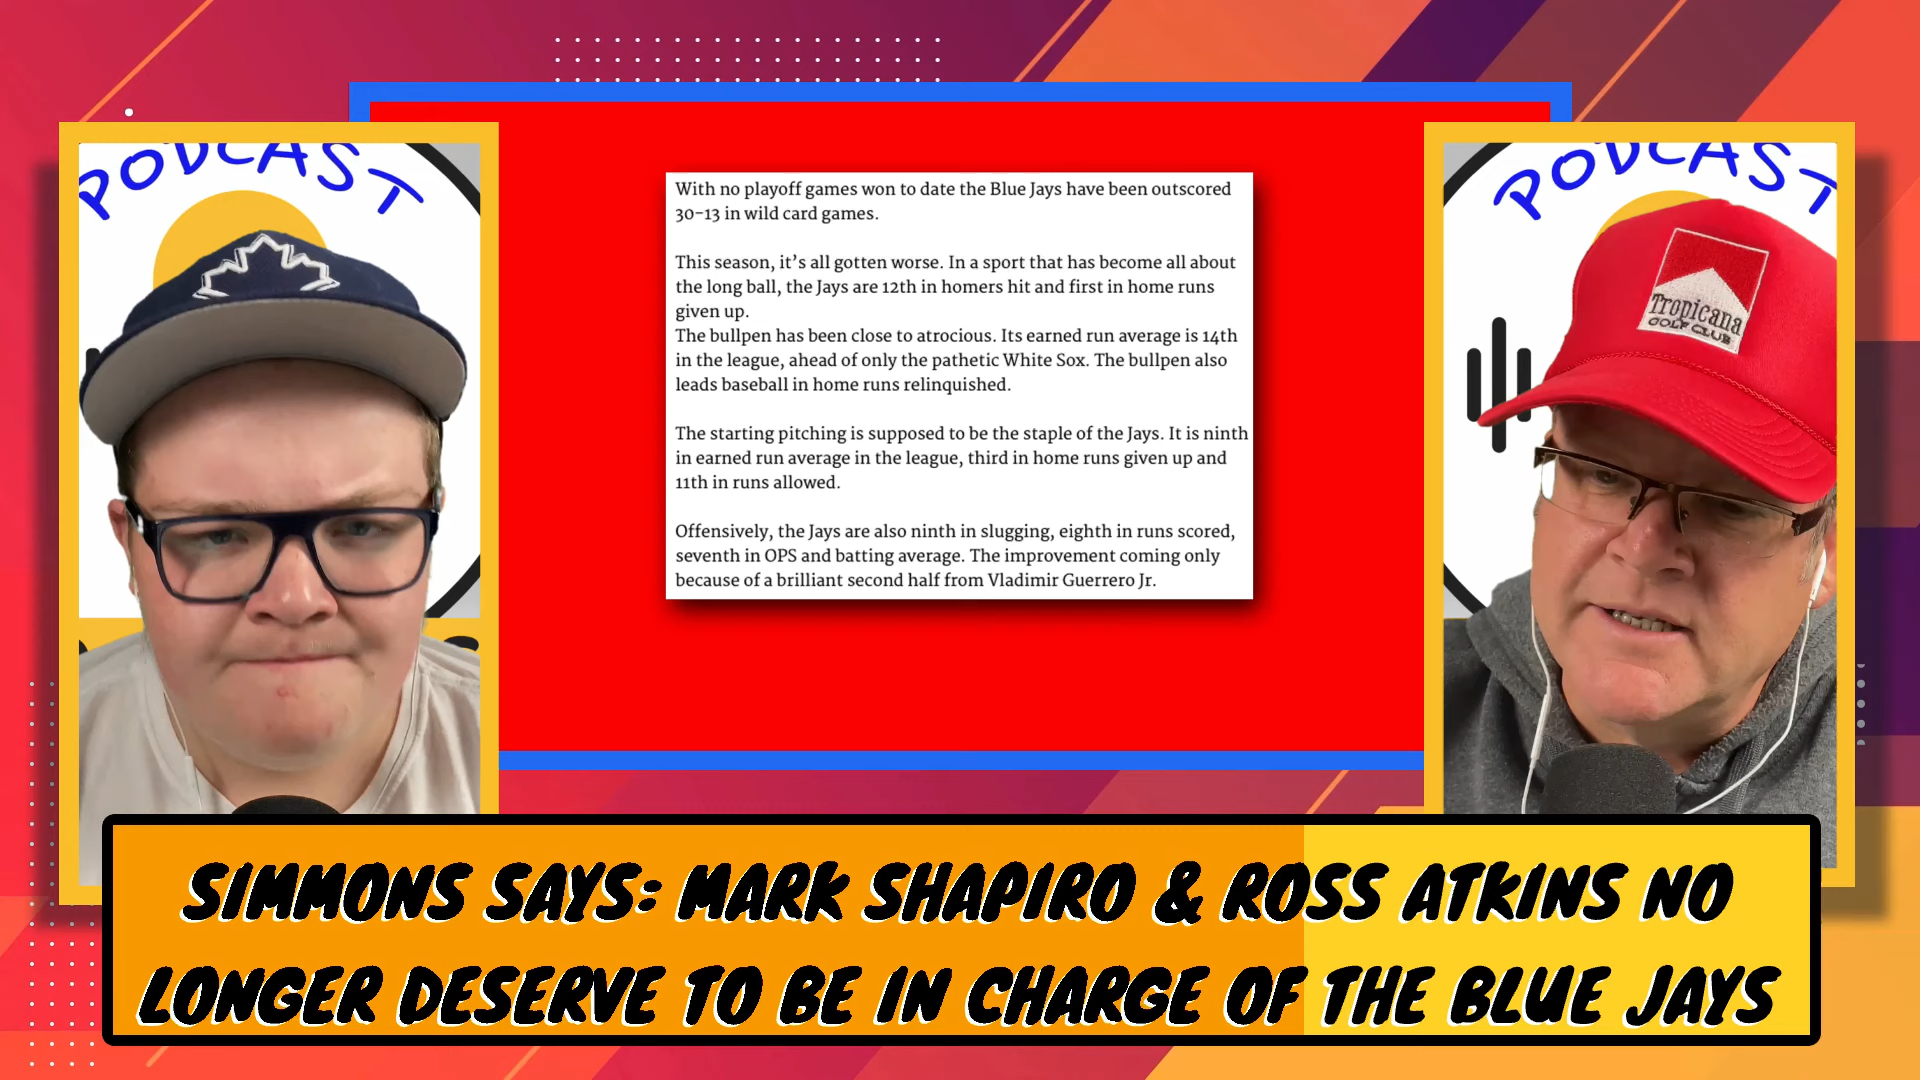 PODCAST
PODCAST
Tropicana
GOLF CLUB
With no playoff games won to date the Blue Jays have been outscored
30-13 in wild card games.
This season, it's all gotten worse. In a sport that has become all about
the long ball, the Jays are 12th in homers hit and first in home runs
given up.
The bullpen has been close to atrocious. Its earned run average is 14th
in the league, ahead of only the pathetic White Sox. The bullpen also
leads baseball in home runs relinquished.
The starting pitching is supposed to be the staple of the Jays. It is ninth
in earned run average in the league, third in home runs given up and
11th in runs allowed.
Offensively, the Jays are also ninth in slugging, eighth in runs scored,
seventh in OPS and batting average. The improvement coming only
because of a brilliant second half from Vladimir Guerrero Jr.
SIMMONS SAYS: MARK SHAPIRO & ROSS ATKINS NO
LONGER DESERVE TO BE IN CHARGE OF THE BLUE JAYS